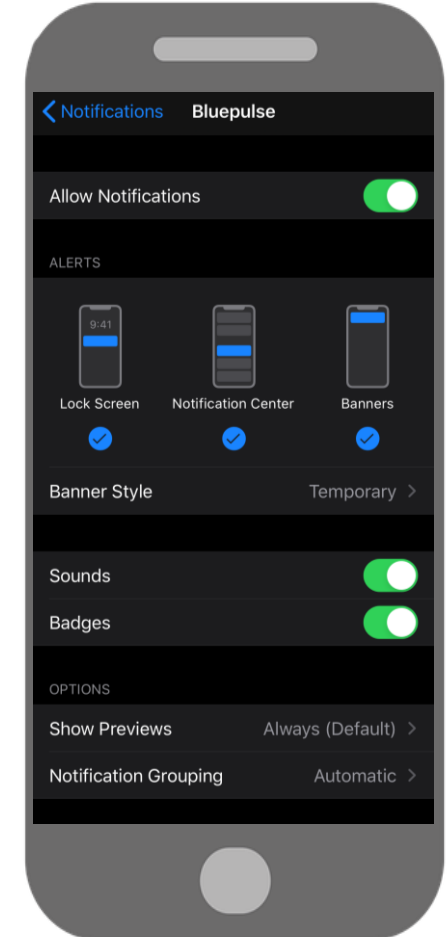 Notifications Bluepulse
Allow Notifications
ALERTS
9:41
Lock Screen Notification Center Banners
Banner Style Temporary
Sounds
Badges
OPTIONS
Show Previews Always (Default)
Notification Grouping Automatic